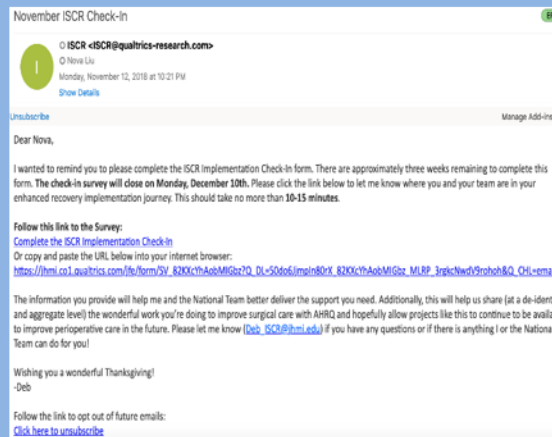 November ISCR Check-In
I
ISCR <ISCR@qualtrics-research.com>
Nova Liu
Monday, November 12, 2018 at 10:21 PM
Show Details
Unsubscribe
Manage Add-ins
Dear Nova,
I wanted to remind you to please complete the ISCR Implementation Check-In form. There are approximately three weeks remaining to complete this
form. The check-in survey will close on Monday, December 10th. Please click the link below to let me know where you and your team are in your
enhanced recovery implementation journey. This should take no more than 10-15 minutes.
Follow this link to the Survey:
Complete the ISCR Implementation Check-In
Or copy and paste the URL below into your internet browser:
The information you provide will help me and the National Team better deliver the support you need. Additionally, this will help us share (at a de-ident
and aggregate level) the wonderful work you're doing to improve surgical care with AHRQ and hopefully allow projects like this to continue to be availa
to improve perioperative care in the future. Please let me know (Deb_ISCR@jhmi.edu) if you have any questions or if there is anything I or the National
Team can do for you!
Wishing you a wonderful Thanksgiving!
-Deb
Follow the link to opt out of future emails:
Click here to unsubscribe